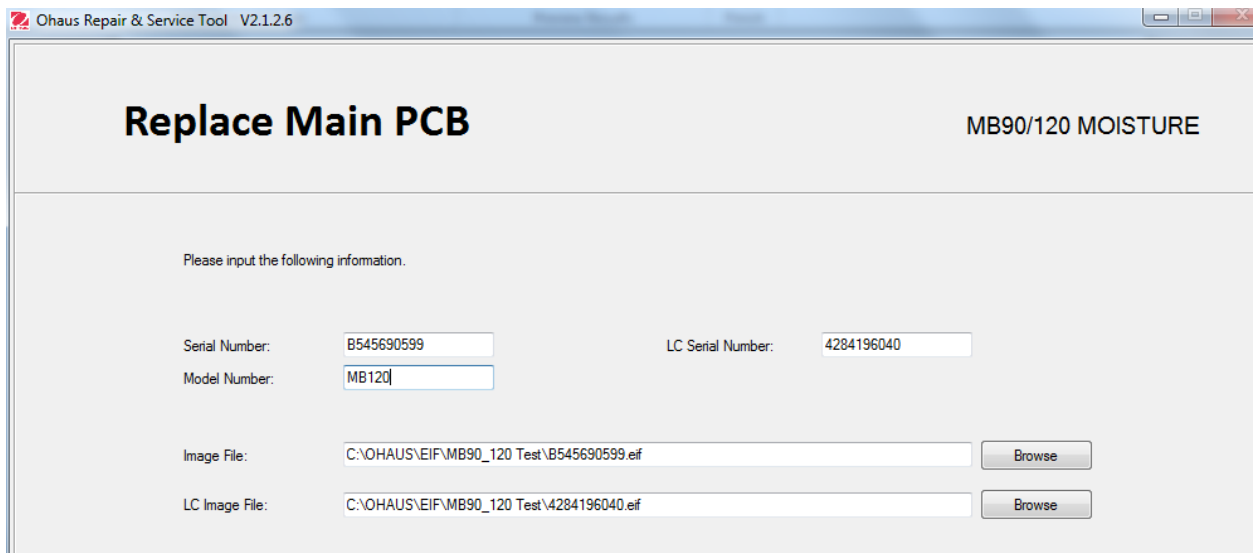 Ohaus Repair & Service Tool V2.1.2.6
Replace Main PCB
MB90/120 MOISTURE
Please input the following information.
Serial Number: B545690599 LC Serial Number: 4284196040
Model Number: MB120
Image File: C:\OHAUS\EIF\MB90_120 Test\B545690599.eif Browse
LC Image File: C:\OHAUS\EIF\MB90_120 Test\4284196040.eif Browse